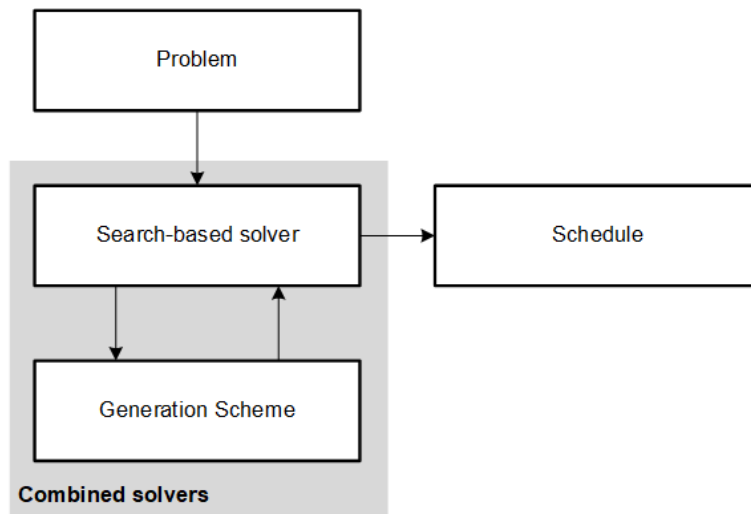 Problem
Search-based solver
Schedule
Generation Scheme
Combined solvers